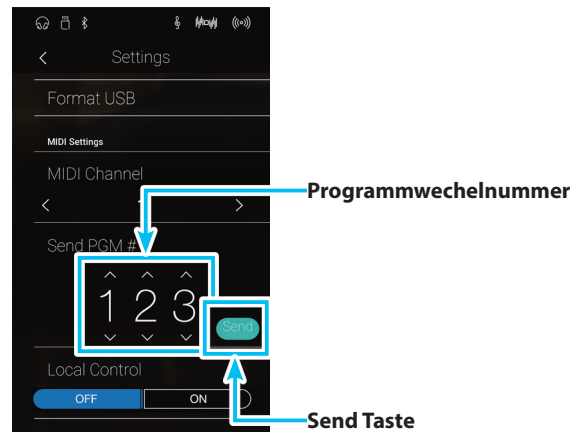 Settings
Format USB
MIDI Settings
MIDI Channel
Programmwechelnummer
Send PGM #
1 2 3
Send
Local Control
OFF ON
Send Taste